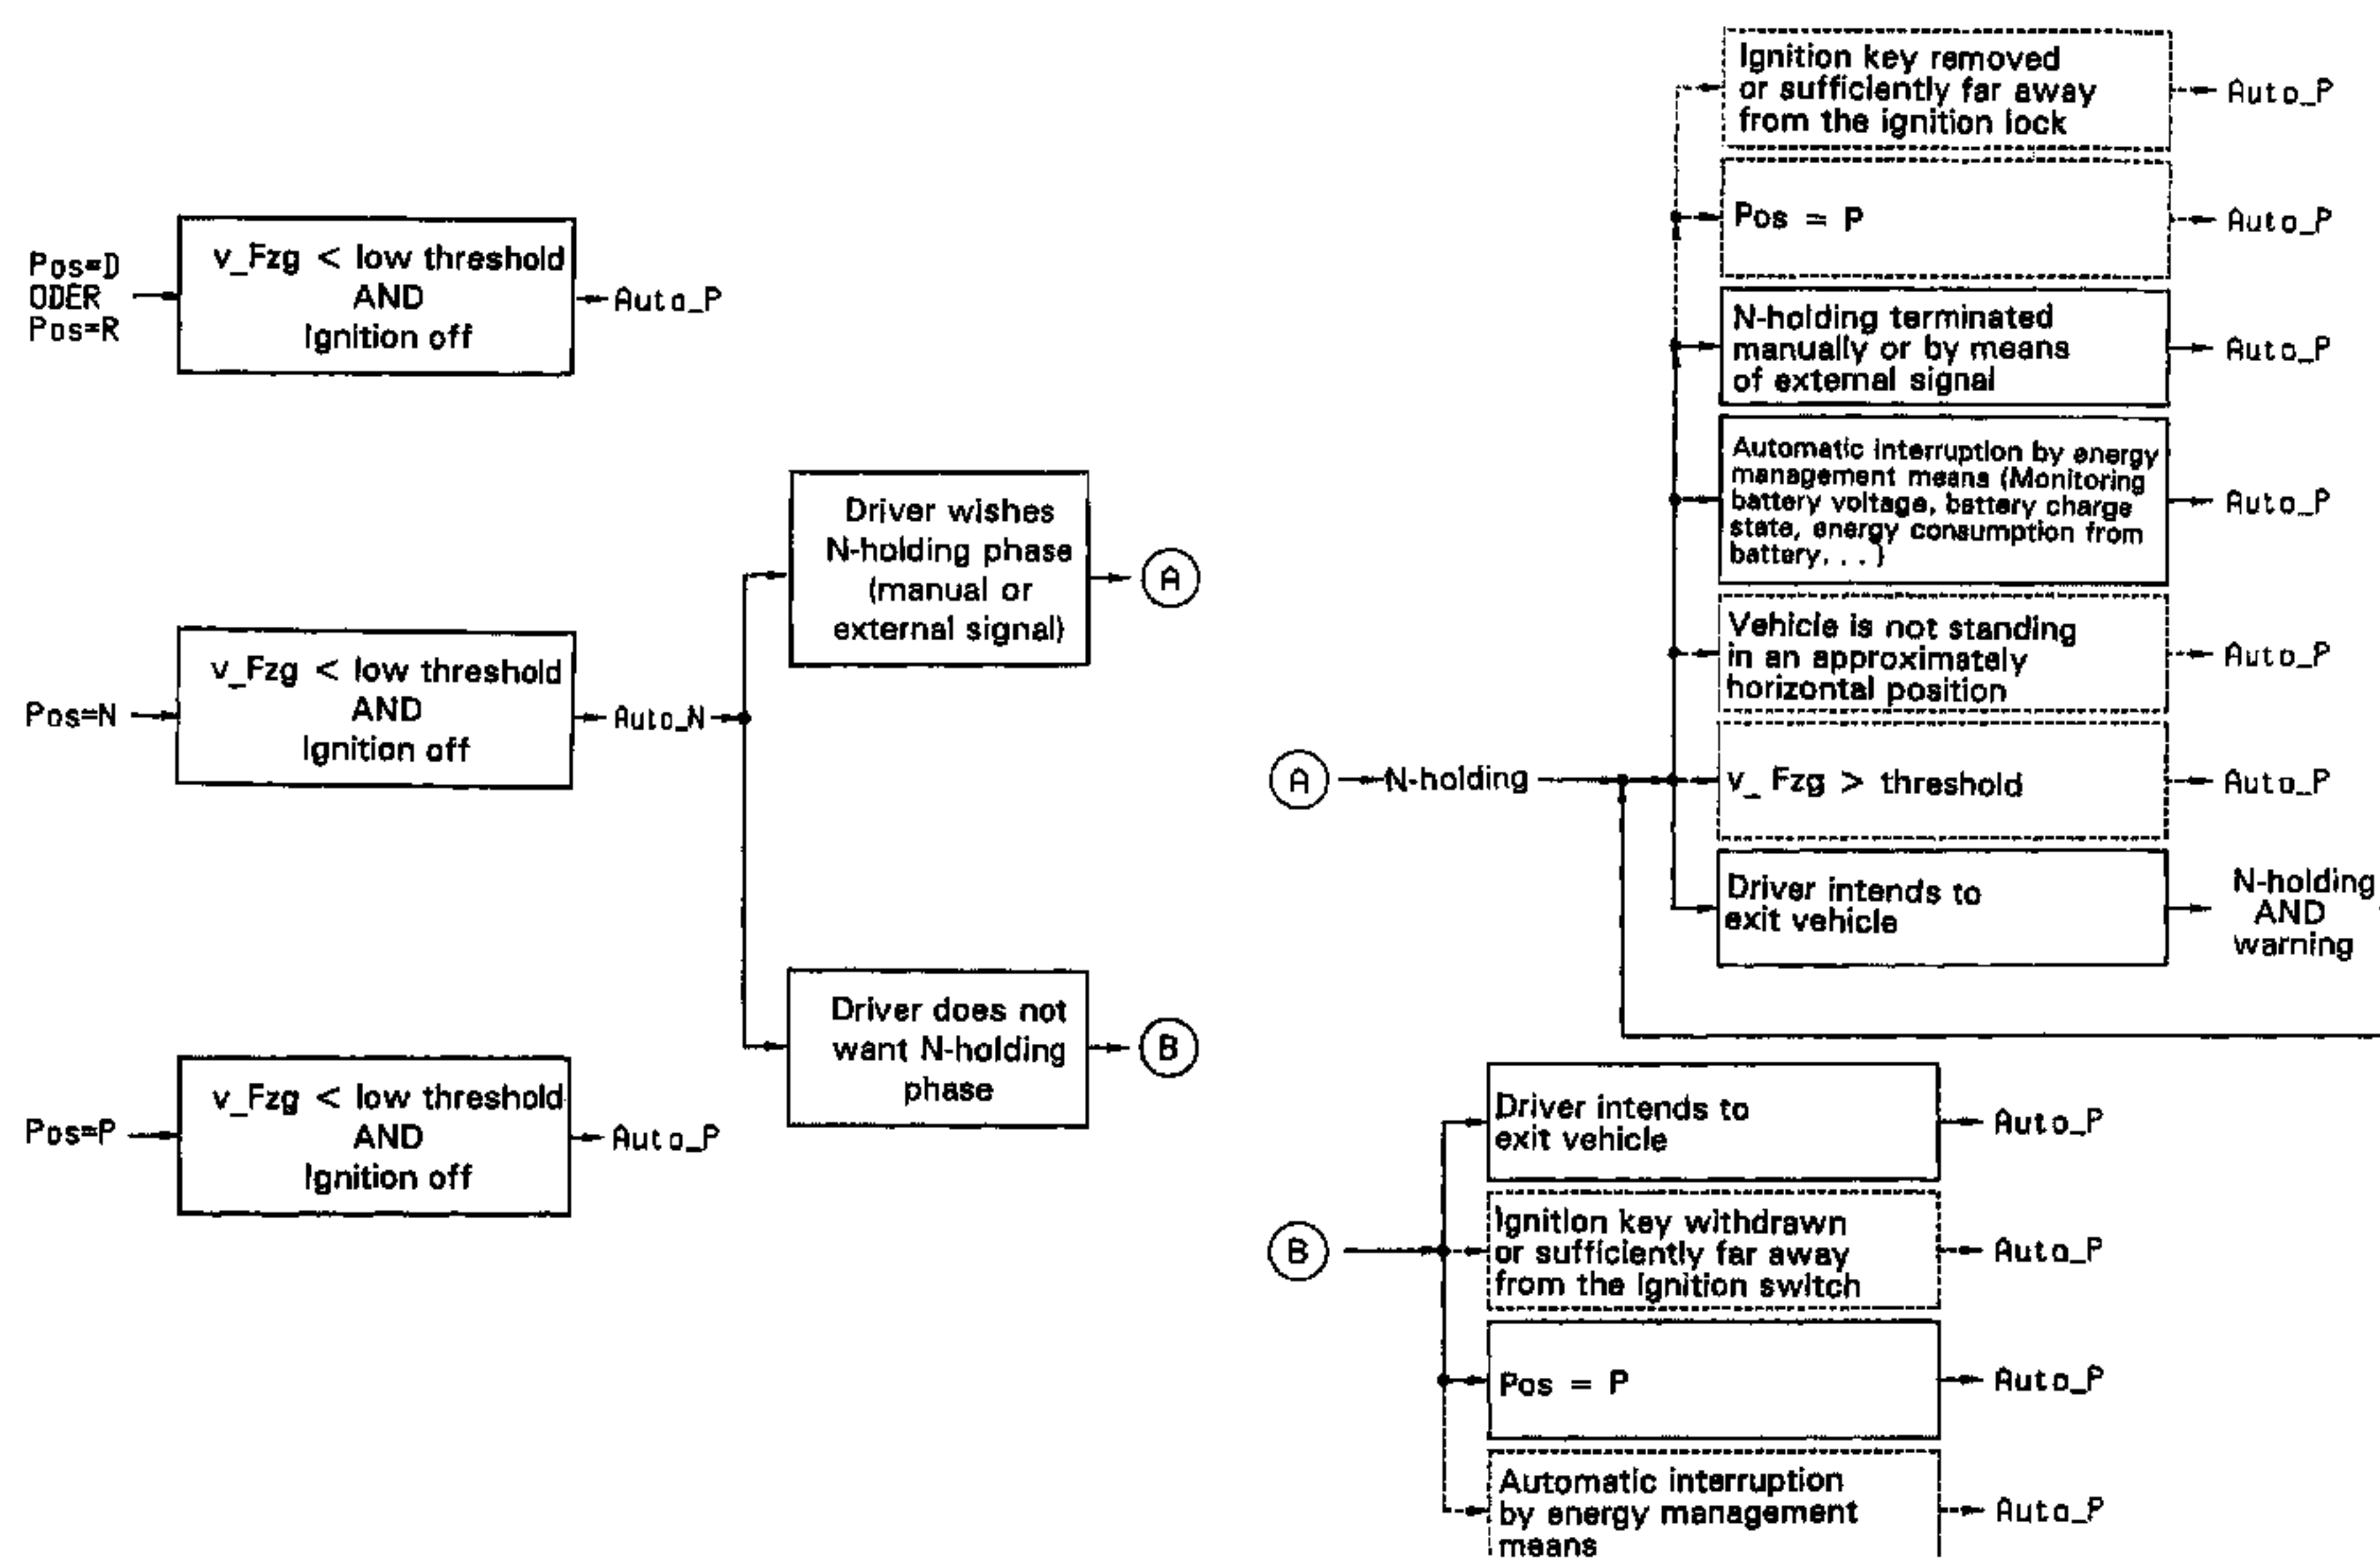 Pos=D
ODER
Pos=R
v_Fzg < low threshold
AND
Ignition off
Auto_P
Pos=N
v_Fzg < low threshold
AND
Ignition off
Auto_N
Driver wishes
N-holding phase
(manual or
external signal)
A
Driver does not
want N-holding
phase
B
Pos=P
v_Fzg < low threshold
AND
Ignition off
Auto_P
A
N-holding
Ignition key removed
or sufficiently far away
from the ignition lock
Auto_P
Pos = P
Auto_P
N-holding terminated
manually or by means
of external signal
Auto_P
Automatic interruption by energy
management means (Monitoring
battery voltage, battery charge
state, energy consumption from
battery. . . )
Auto_P
Vehicle is not standing
in an approximately
horizontal position
Auto_P
v_ Fzg > threshold
Auto_P
Driver intends to
exit vehicle
N-holding
AND
warning
B
Driver intends to
exit vehicle
Auto_P
Ignition key withdrawn
or sufficiently far away
from the ignition switch
Auto_P
Pos = P
Auto_P
Automatic interruption
by energy management
means
Auto_P